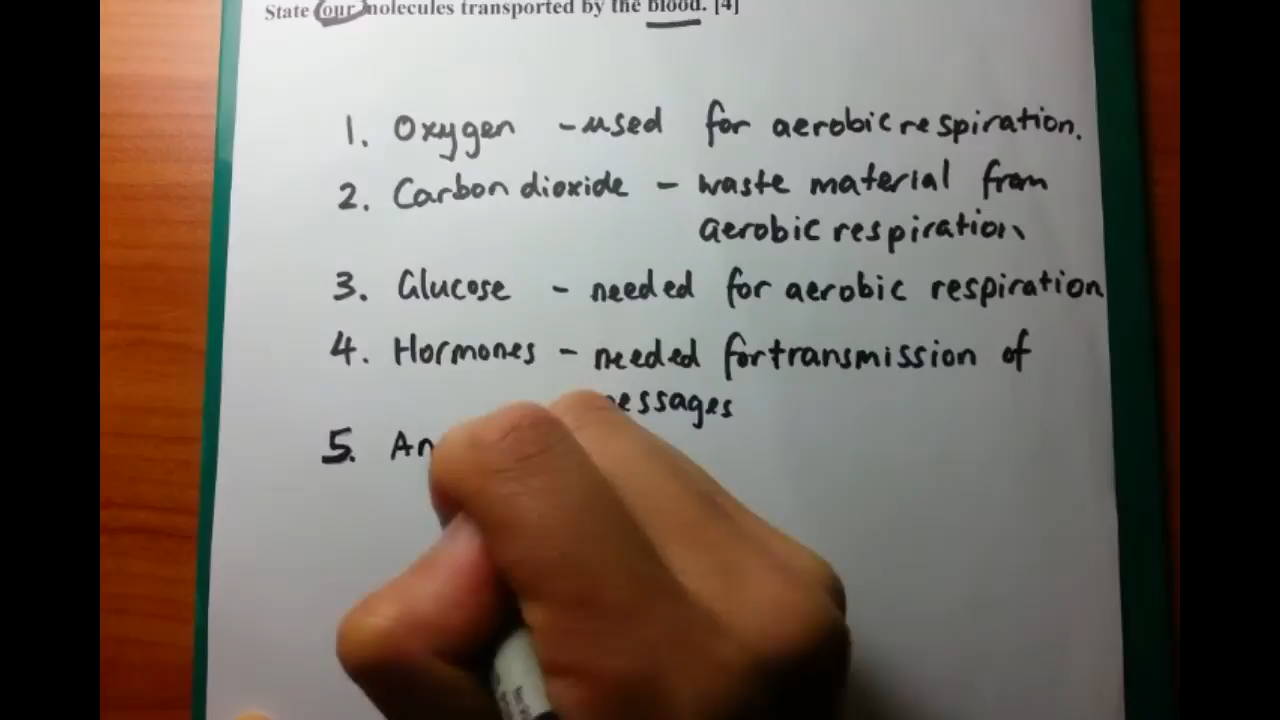 State four molecules transported by the blood. [4]
1. Oxygen - used for aerobic respiration.
2. Carbon dioxide - waste material from
aerobic respiration
3. Glucose - needed for aerobic respiration
4. Hormones - needed for transmission of
essages
5. An